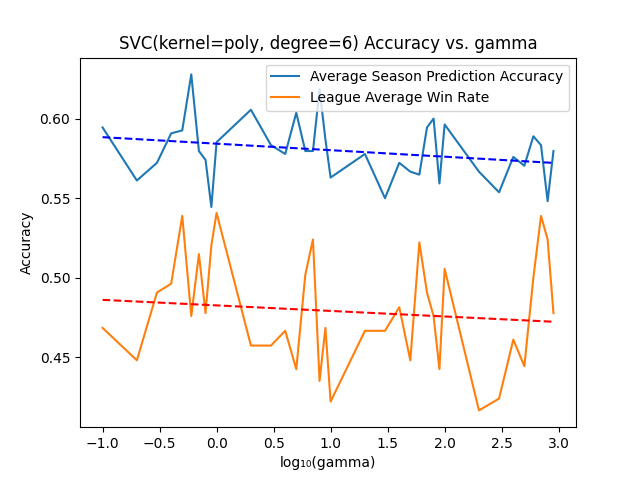 SVC(kernel=poly, degree=6) Accuracy vs. gamma
Average Season Prediction Accuracy
League Average Win Rate
Accuracy
0.60
0.55
0.50
0.45
−1.0 −0.5 0.0 0.5 1.0 1.5 2.0 2.5 3.0
log₁₀(gamma)